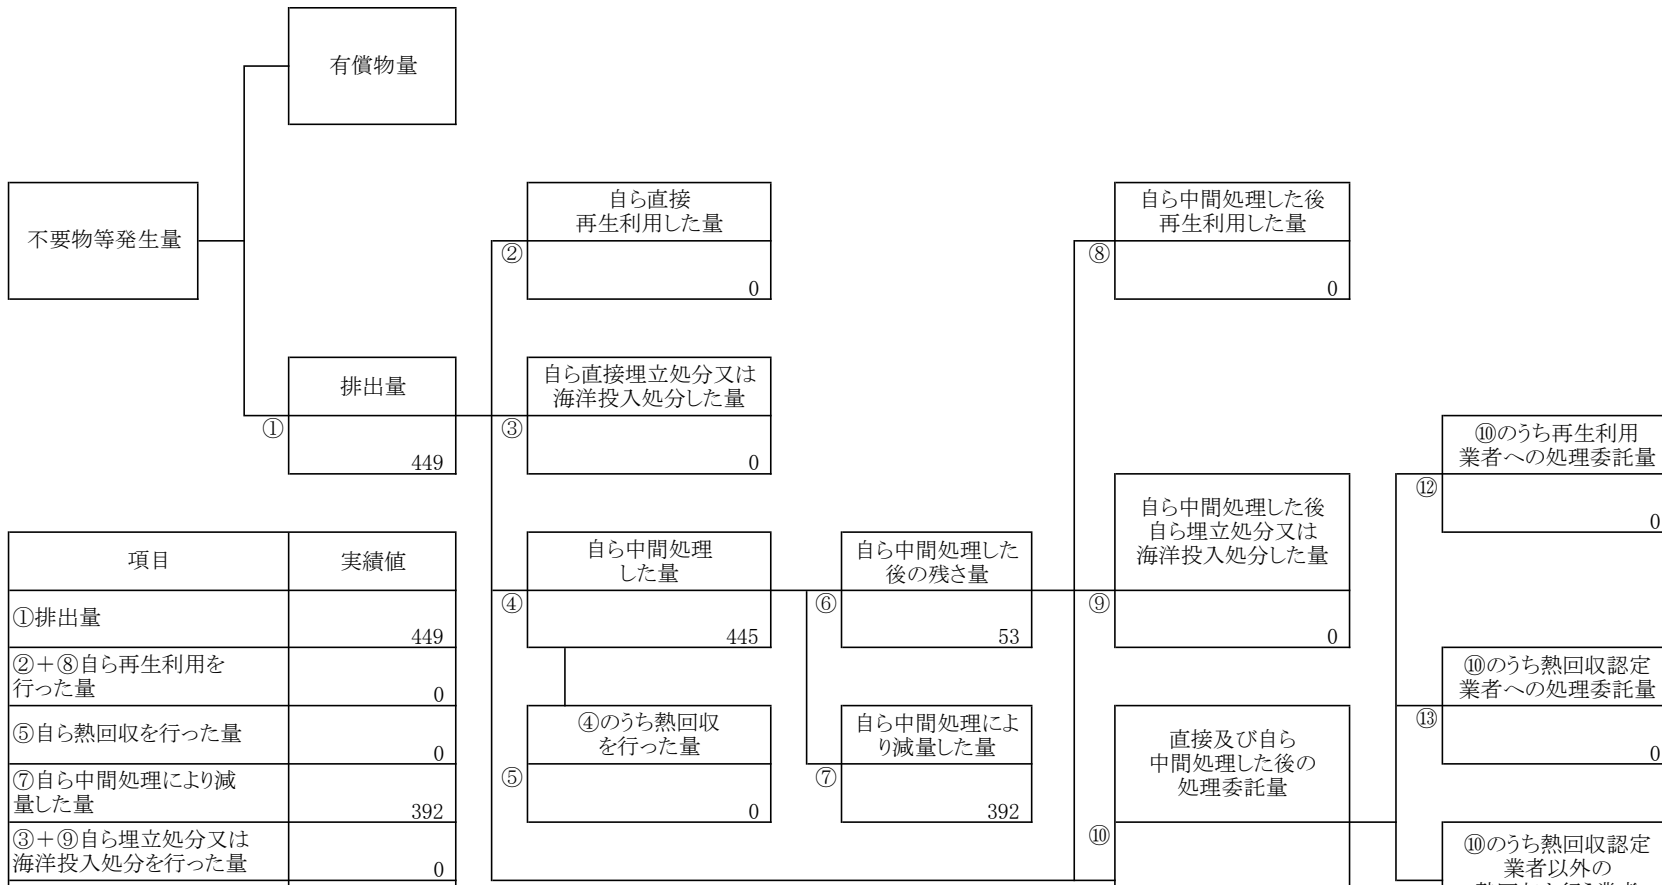 有償物量
不要物等発生量
自ら直接
再生利用した量
②
0
自ら中間処理した後
再生利用した量
⑧
0
排出量
①
449
自ら直接埋立処分又は
海洋投入処分した量
③
0
⑩のうち再生利用
業者への処理委託量
⑫
0
自ら中間処理
した量
④
445
自ら中間処理した
後の残さ量
⑥
53
自ら中間処理した後
自ら埋立処分又は
海洋投入処分した量
⑨
0
④のうち熱回収
を行った量
⑤
0
自ら中間処理によ
り減量した量
⑦
392
直接及び自ら
中間処理した後の
処理委託量
⑩
⑩のうち熱回収認定
業者への処理委託量
⑬
0
⑩のうち熱回収認定
業者以外の
項目 実績値
①排出量 449
②+⑧自ら再生利用を
行った量 0
⑤自ら熱回収を行った量 0
⑦自ら中間処理により減
量した量 392
③+⑨自ら埋立処分又は
海洋投入処分を行った量 0